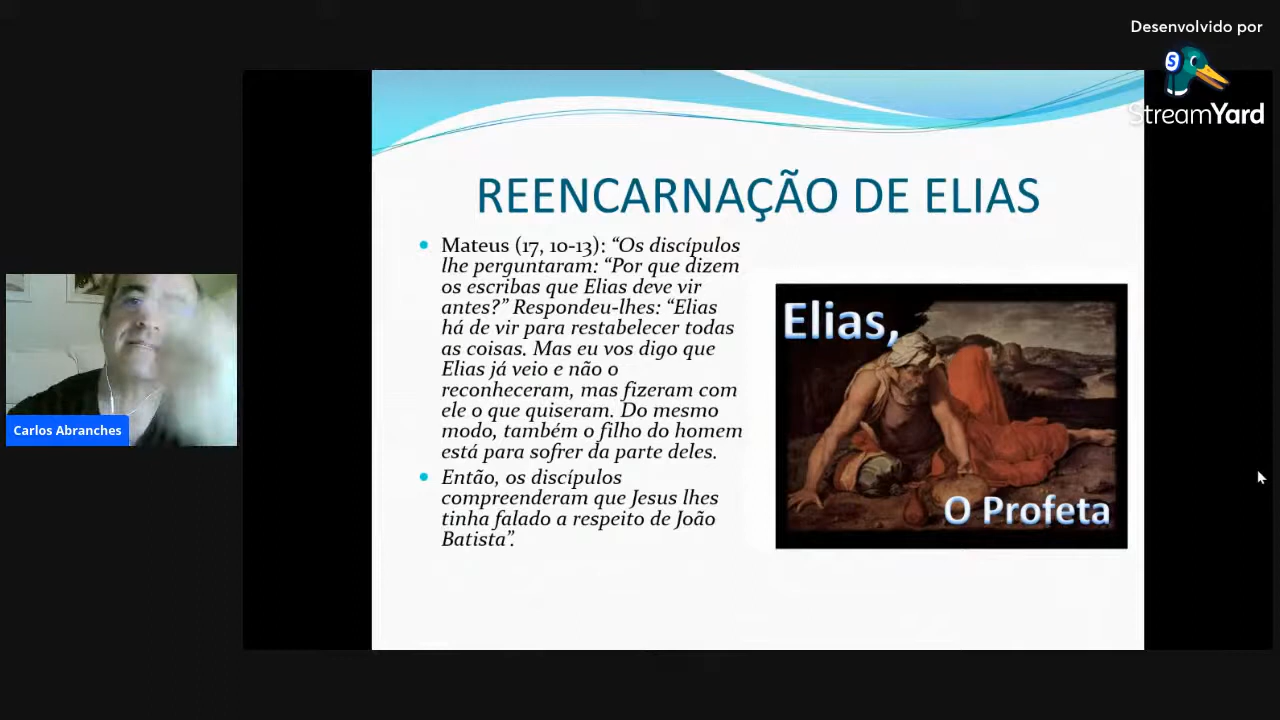 Desenvolvido por
S
StreamYard
REENCARNAÇÃO DE ELIAS
• Mateus (17, 10-13): “Os discípulos
lhe perguntaram: “Por que dizem
os escribas que Elias deve vir
antes?” Respondeu-lhes: “Elias
há de vir para restabelecer todas
as coisas. Mas eu vos digo que
Elias já veio e não o
reconheceram, mas fizeram com
ele o que quiseram. Do mesmo
modo, também o filho do homem
está para sofrer da parte deles.
• Então, os discípulos
compreenderam que Jesus lhes
tinha falado a respeito de João
Batista”.
Elias,
O Profeta
Carlos Abranches